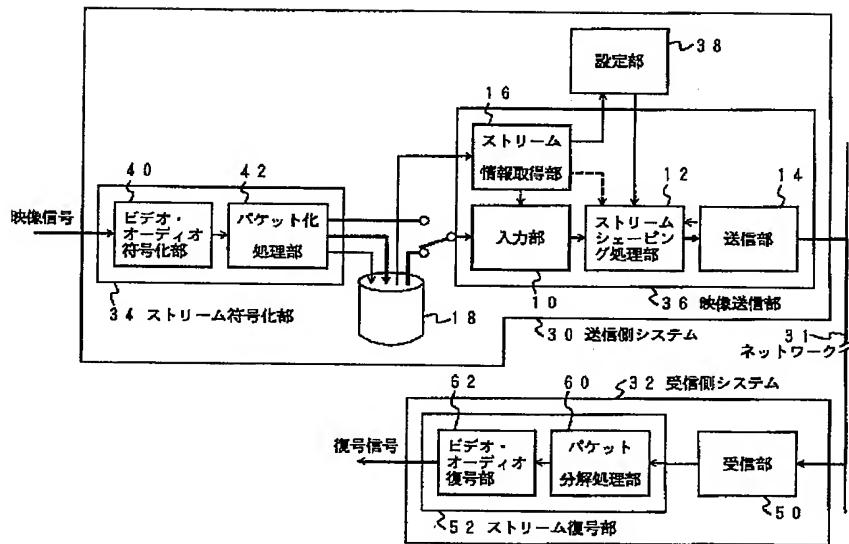 38
設定部
16
ストリーム
情報取得部
40
42
12
14
映像信号
ビデオ・
オーディオ
符号化部
パケット化
処理部
入力部
ストリーム
シェーピン
グ処理部
送信部
10
36 映像送信部
34 ストリーム符号化部
18
30 送信側システム
31
ネットワーク
32 受信側システム
62
60
復号信号
ビデオ・
オーディオ
復号部
パケット
分解処理部
受信部
50
52 ストリーム復号部